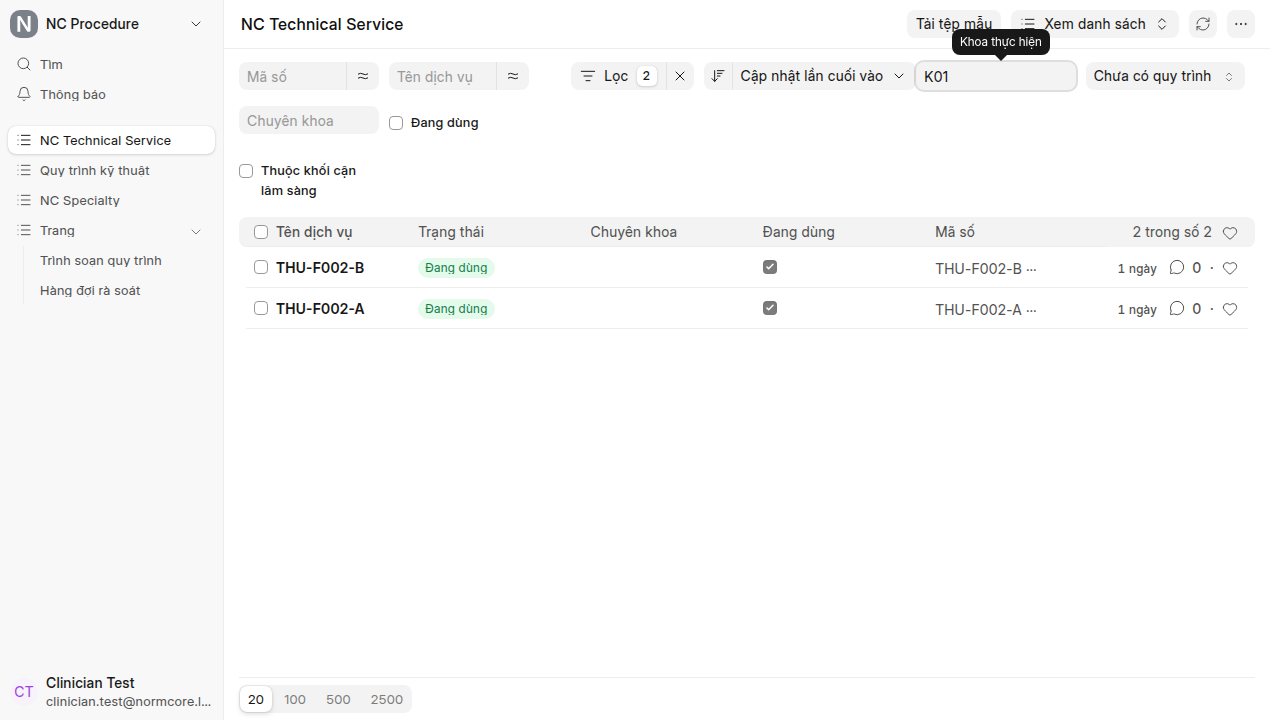 NC Procedure
Tìm
Thông báo
NC Technical Service
Quy trình kỹ thuật
NC Specialty
Trang
Trình soạn quy trình
Hàng đợi rà soát
Clinician Test
clinician.test@normcore.l...
NC Technical Service
Tải tệp mẫu
Xem danh sách
Khoa thực hiện
Mã số
Tên dịch vụ
Lọc 2
Cập nhật lần cuối vào
K01
Chưa có quy trình
Chuyên khoa
Đang dùng
Thuộc khối cận
lâm sàng
Tên dịch vụ Trạng thái Chuyên khoa Đang dùng Mã số 2 trong số 2
THU-F002-B Đang dùng THU-F002-B ··· 1 ngày 0 ·
THU-F002-A Đang dùng THU-F002-A ··· 1 ngày 0 ·
20 100 500 2500